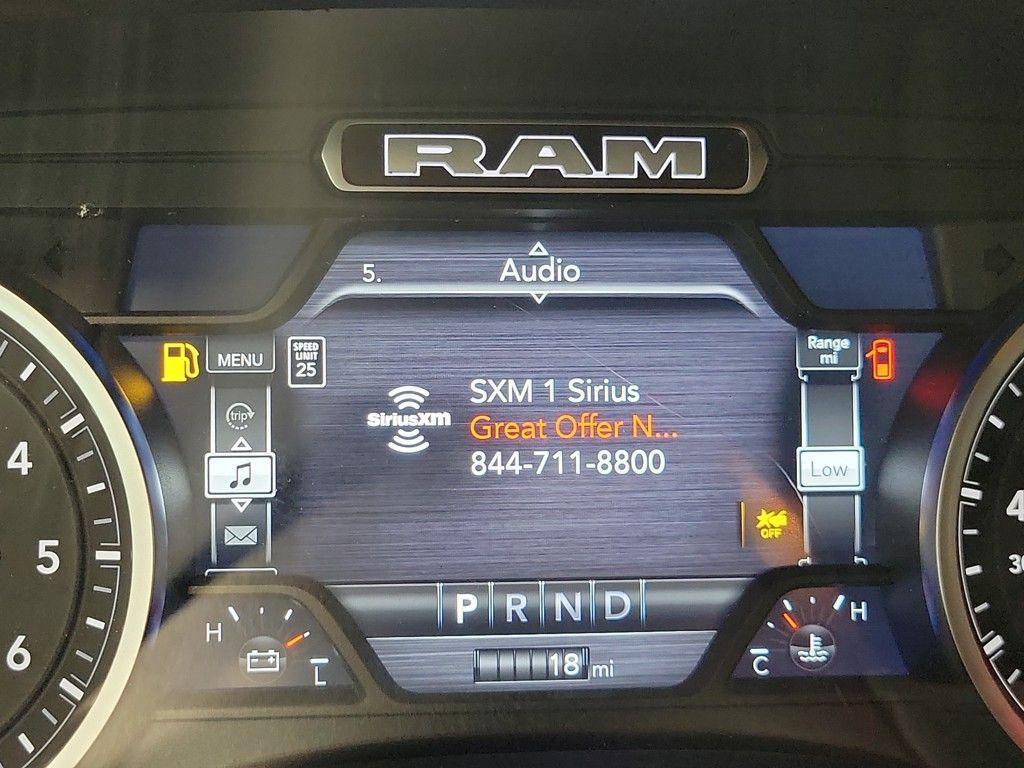 RAM
5.
Audio
MENU
SPEED
LIMIT
25
Range
mi
trip
SXM 1 Sirius
SiriusXM
Great Offer N...
844-711-8800
Low
OFF
4
5
6
4
P R N D
H
L
18 mi
C
H